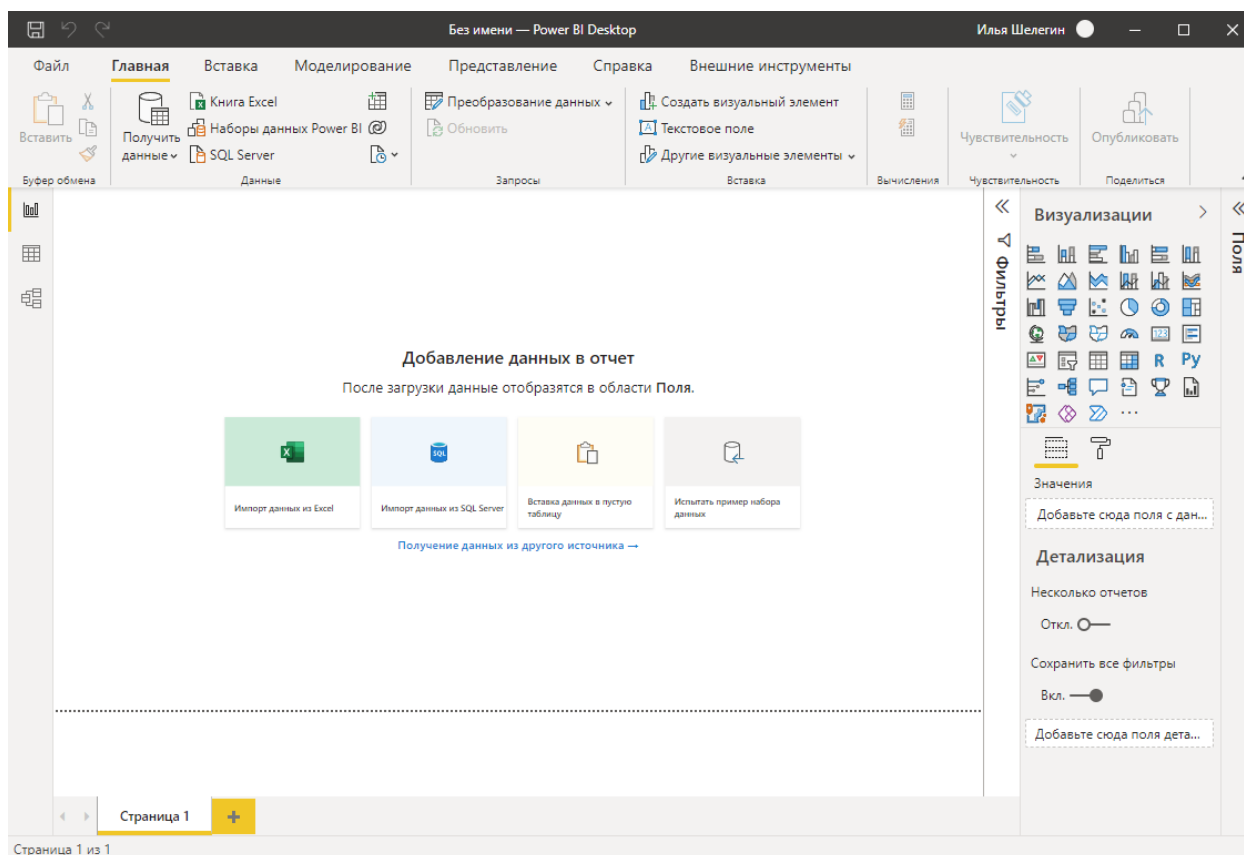 Без имени — Power BI Desktop
Илья Шелегин
Файл Главная Вставка Моделирование Представление Справка Внешние инструменты
Вставить
Буфер обмена
Получить данные
Книга Excel
Наборы данных Power BI
SQL Server
Данные
Преобразование данных
Обновить
Запросы
Создать визуальный элемент
Текстовое поле
Другие визуальные элементы
Вставка
Вычисления
Чувствительность
Чувствительность
Опубликовать
Поделиться
Добавление данных в отчет
После загрузки данные отобразятся в области Поля.
SQL
Импорт данных из Excel
Импорт данных из SQL Server
Вставка данных в пустую
таблицу
Испытать пример набора
данных
Получение данных из другого источника →
Фильтры
Визуализации
123
R Py
Значения
Добавьте сюда поля с дан...
Детализация
Несколько отчетов
Откл.
Сохранить все фильтры
Вкл.
Добавьте сюда поля дета...
Поля
Страница 1
+
Страница 1 из 1